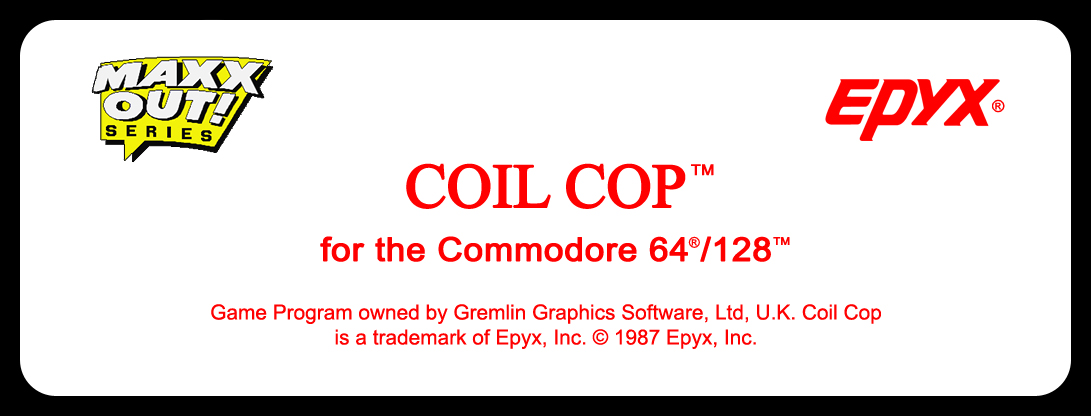 MAXX
OUT!
SERIES
EPYX®
COIL COP™
for the Commodore 64®/128™
Game Program owned by Gremlin Graphics Software, Ltd, U.K. Coil Cop
is a trademark of Epyx, Inc. © 1987 Epyx, Inc.